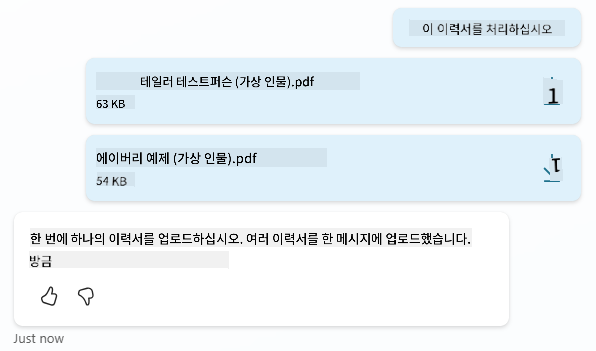 이 이력서를 처리하십시오
테일러 테스트퍼슨 (가상 인물).pdf
63 KB
에이버리 예제 (가상 인물).pdf
54 KB
한 번에 하나의 이력서를 업로드하십시오. 여러 이력서를 한 메시지에 업로드했습니다.
방금
Just now